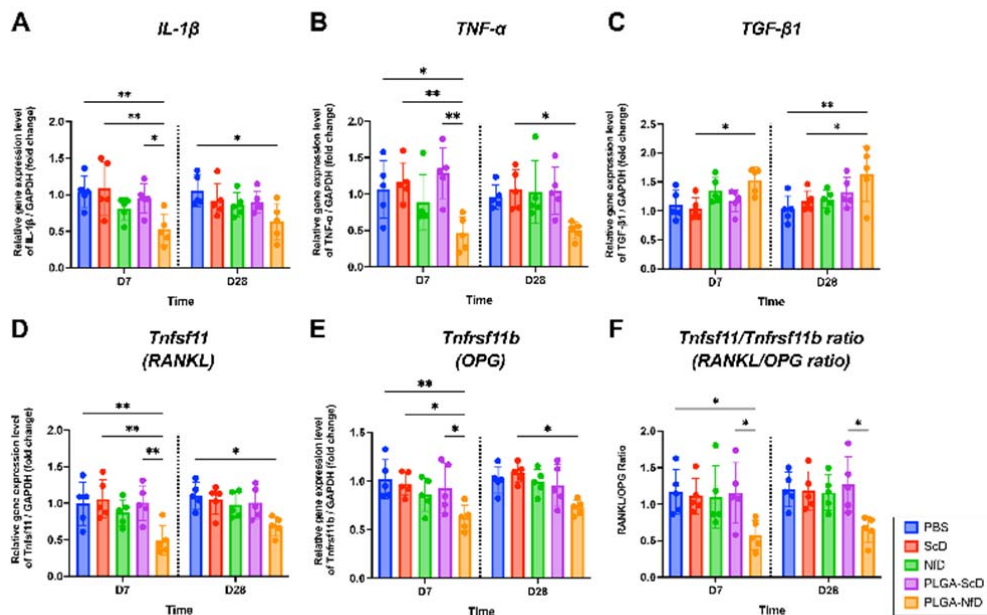 A
IL-1β
Relative gene expression level
of IL-1β / GAPDH (fold change)
2.0
1.5
1.0
0.5
0.0
**
**
*
*
D7
D28
Time
B
TNF-α
Relative gene expression level
of TNF-α / GAPDH (fold change)
2.0
1.5
1.0
0.5
0.0
*
**
**
*
D7
D28
Time
C
TGF-β1
Relative gene expression level
of TGF-β1 / GAPDH (fold change)
2.5
2.0
1.5
1.0
0.5
0.0
*
**
*
D7
D28
Time
D
Tnfsf11
(RANKL)
Relative gene expression level
of Tnfsf11 / GAPDH (fold change)
2.0
1.5
1.0
0.5
0.0
**
**
**
*
D7
D28
Time
E
Tnfrsf11b
(OPG)
Relative gene expression level
of Tnfrsf11b / GAPDH (fold change)
1.5
1.0
0.5
0.0
**
*
*
*
D7
D28
Time
F
Tnfsf11/Tnfrsf11b ratio
(RANKL/OPG ratio)
RANKL/OPG Ratio
2.0
1.5
1.0
0.5
0.0
*
*
*
D7
D28
Time
PBS
ScD
NfD
PLGA-ScD
PLGA-NfD